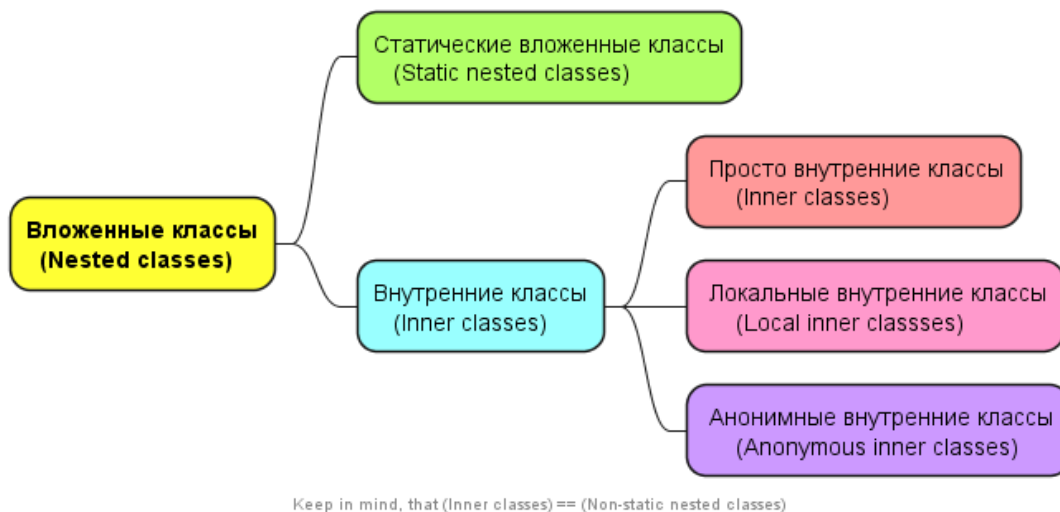 Статические вложенные классы
(Static nested classes)
Просто внутренние классы
(Inner classes)
Вложенные классы
(Nested classes)
Внутренние классы
(Inner classes)
Локальные внутренние классы
(Local inner classses)
Анонимные внутренние классы
(Anonymous inner classes)
Keep in mind, that (Inner classes) == (Non-static nested classes)